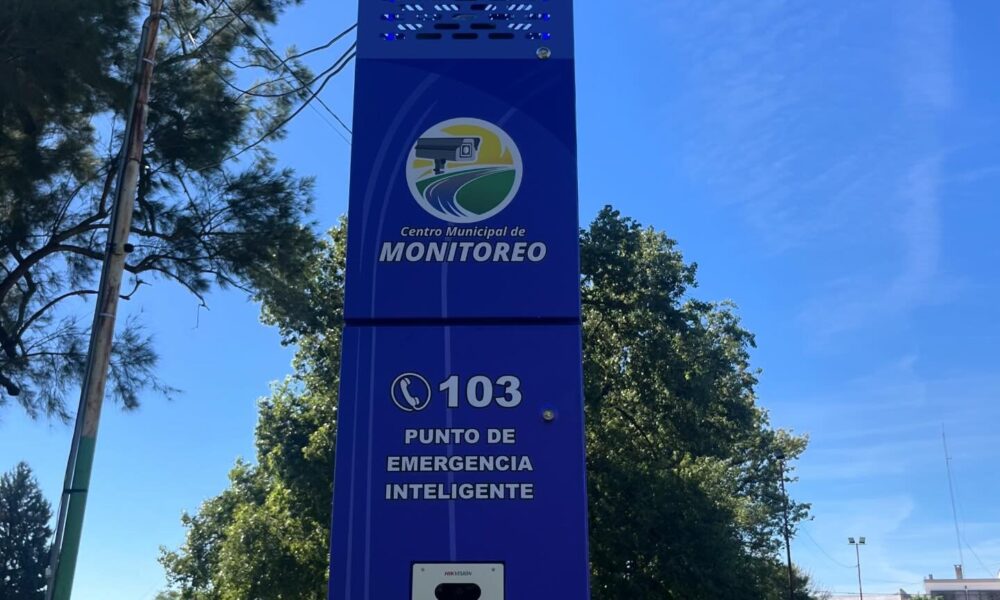 Centro Municipal de
MONITOREO
103
PUNTO DE
EMERGENCIA
INTELIGENTE
HIKVISION